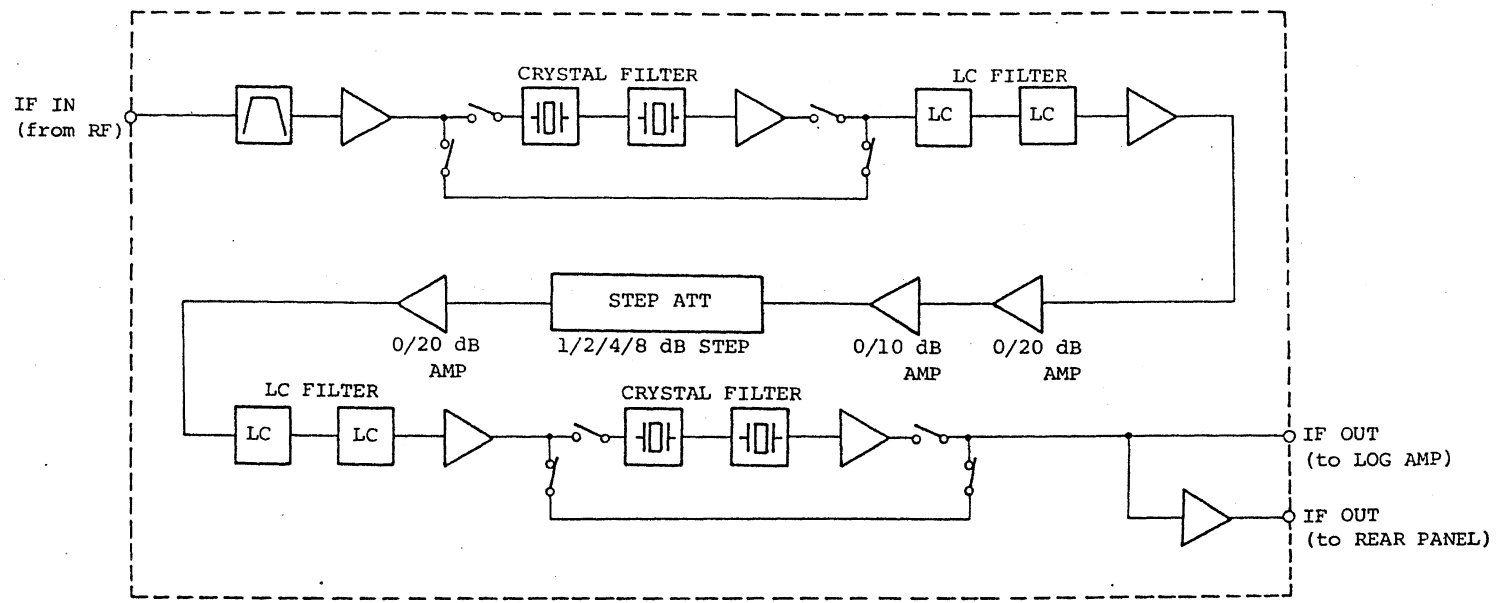 CRYSTAL FILTER
LC FILTER
IF IN
(from RF)
LC
LC
STEP ATT
0/20 dB
AMP
1/2/4/8 dB STEP
0/10 dB
AMP
0/20 dB
AMP
LC FILTER
CRYSTAL FILTER
LC
LC
IF OUT
(to LOG AMP)
IF OUT
(to REAR PANEL)